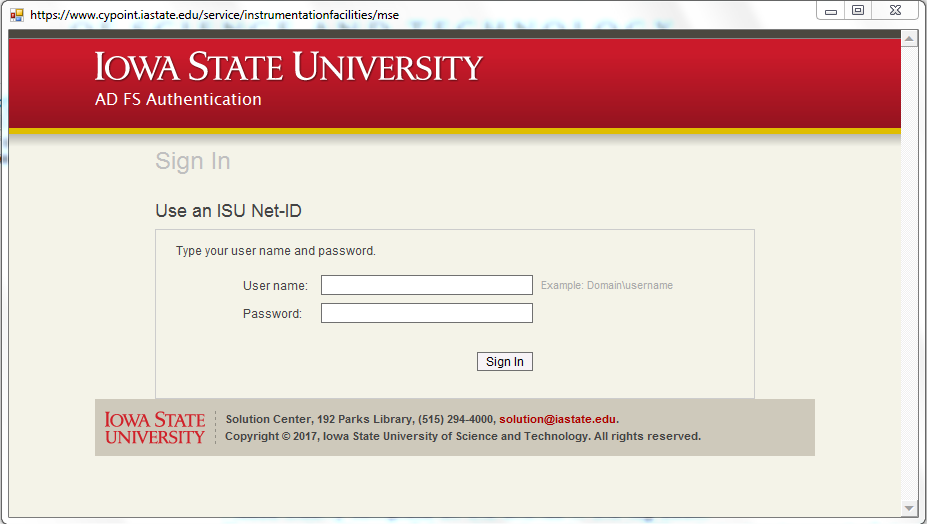 https://www.cypoint.iastate.edu/service/instrumentationfacilities/mse
IOWA STATE UNIVERSITY
AD FS Authentication
Sign In
Use an ISU Net-ID
Type your user name and password.
User name: Example: Domain\username
Password:
Sign In
IOWA STATE
UNIVERSITY
Solution Center, 192 Parks Library, (515) 294-4000, solution@iastate.edu.
Copyright © 2017, Iowa State University of Science and Technology. All rights reserved.